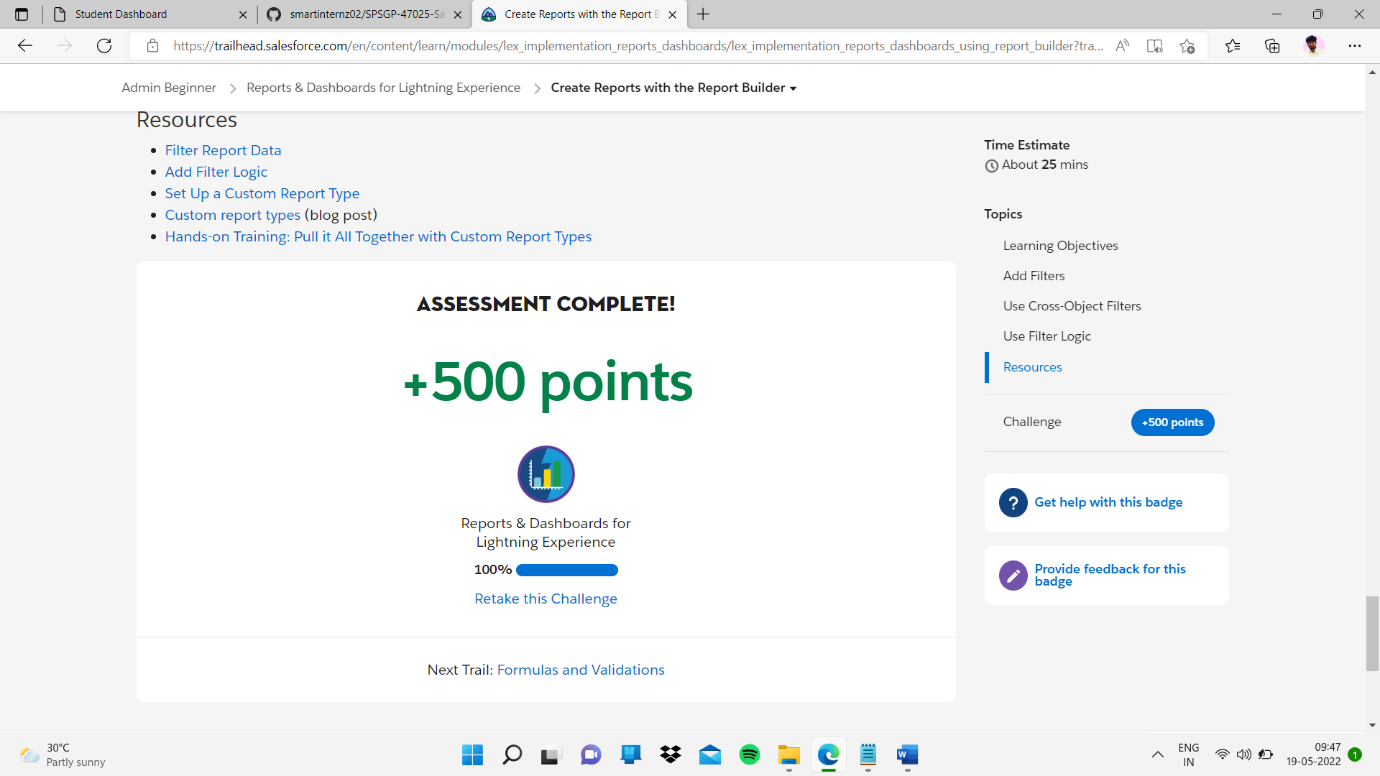 Student Dashboard
smartinternz02/SPSGP-47025-Sa
Create Reports with the Report B
https://trailhead.salesforce.com/en/content/learn/modules/lex_implementation_reports_dashboards/lex_implementation_reports_dashboards_using_report_builder?tra...
Admin Beginner
Reports & Dashboards for Lightning Experience
Create Reports with the Report Builder
Resources
Filter Report Data
Add Filter Logic
Set Up a Custom Report Type
Custom report types (blog post)
Hands-on Training: Pull it All Together with Custom Report Types
ASSESSMENT COMPLETE!
+500 points
Reports & Dashboards for
Lightning Experience
100%
Retake this Challenge
Next Trail: Formulas and Validations
Time Estimate
About 25 mins
Topics
Learning Objectives
Add Filters
Use Cross-Object Filters
Use Filter Logic
Resources
Challenge
+500 points
? Get help with this badge
Provide feedback for this
badge
30°C
Partly sunny
ENG
IN
09:47
19-05-2022
1